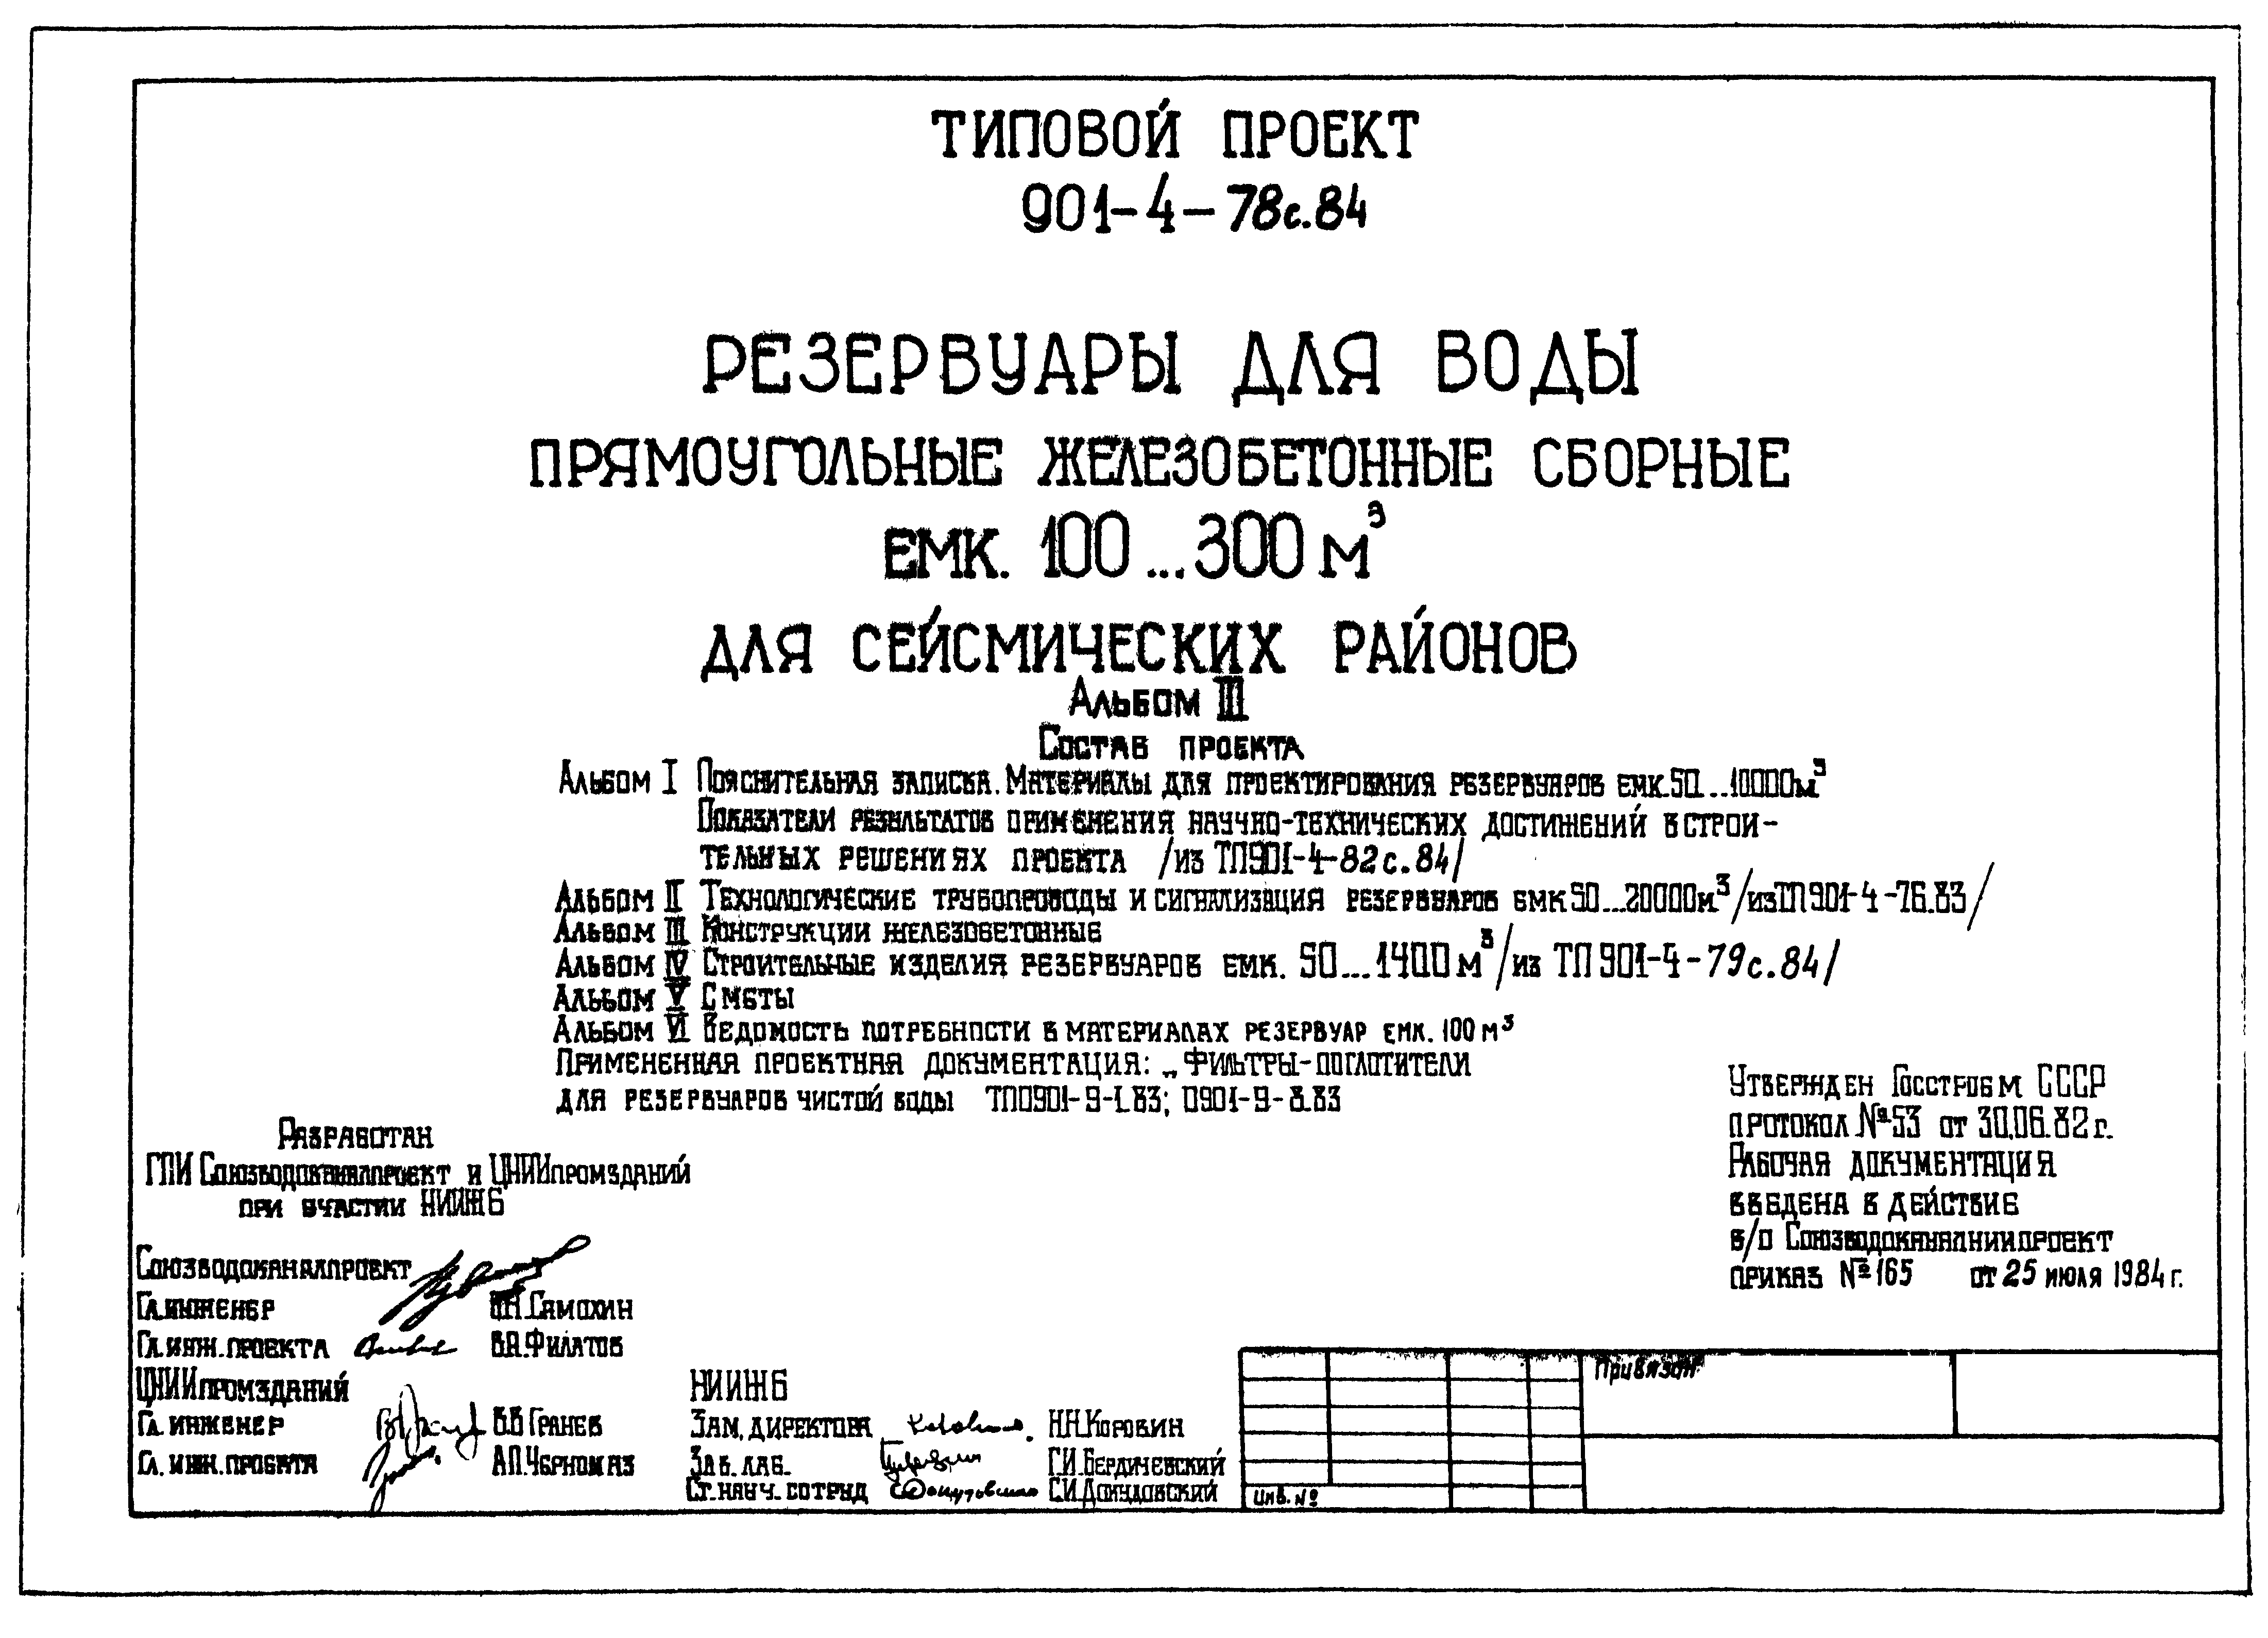 ТИПОВОЙ ПРОЕКТ
901-4-78с.84
РЕЗЕРВУАРЫ ДЛЯ ВОДЫ
ПРЯМОУГОЛЬНЫЕ ЖЕЛЕЗОБЕТОННЫЕ СБОРНЫЕ
ЕМК. 100...300 м³
ДЛЯ СЕЙСМИЧЕСКИХ РАЙОНОВ
Альбом III
Состав проекта
Альбом I Пояснительная записка. Материалы для проектирования резервуаров емк. 50...10000м³
Показатели результатов применения научно-технических достижений в строи-
тельных решениях проекта /из ТП901-4-82с.84/
Альбом II Технологические трубопроводы и сигнализация резервуаров емк 50...20000м³/изТП901-4-76.83/
Альбом III Конструкции железобетонные
Альбом IV Строительные изделия резервуаров емк. 50...1400 м³/из ТП 901-4-79с.84/
Альбом V Сметы
Альбом VI Ведомость потребности в материалах резервуар емк. 100 м³
Примененная проектная документация: „Фильтры-поглотители
для резервуаров чистой воды ТП0901-9-1.83; 0901-9-8.83
Утвержден Госстроем СССР
протокол №53 от 30.06.82г.
Рабочая документация
введена в действие
в/о Союзводоканалниипроект
приказ №165 от 25 июля 1984г.
Разработан
ГПИ Союзводоканалпроект и ЦНИИпромзданий
при участии НИИЖБ
Союзводоканалпроект
Гл.инженер Самохин
Гл.инж.проекта В.А.Филатов
ЦНИИпромзданий
Гл. инженер В.В Гранев
Гл. инж.проекта А.П.Черномаз
НИИЖБ
Зам. директора Н.Н.Коровин
Зав. лаб. Г.И.Бердичевский
Ст.науч.сотруд С.И.Докудовский
Привязан
Инв. №